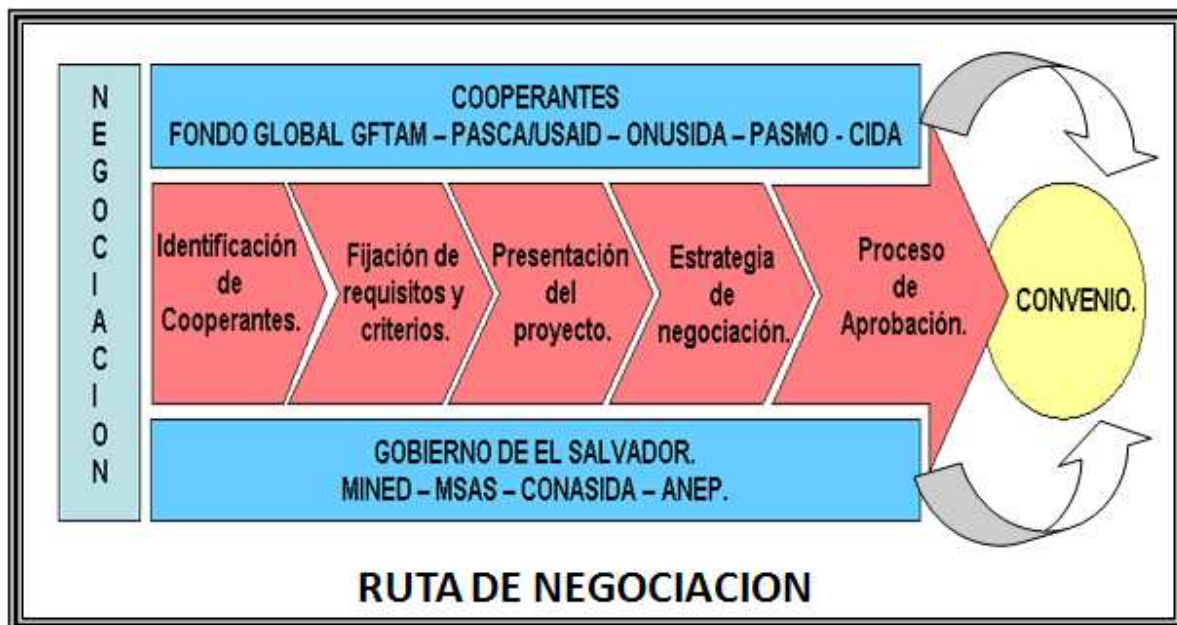 NEGOCIACION
COOPERANTES
FONDO GLOBAL GFTAM – PASCA/USAID – ONUSIDA – PASMO - CIDA
Identificación
de
Cooperantes.
Fijación de
requisitos y
criterios.
Presentación
del
proyecto.
Estrategia
de
negociación.
Proceso
de
Aprobación.
CONVENIO.
GOBIERNO DE EL SALVADOR.
MINED – MSAS – CONASIDA – ANEP.
RUTA DE NEGOCIACION